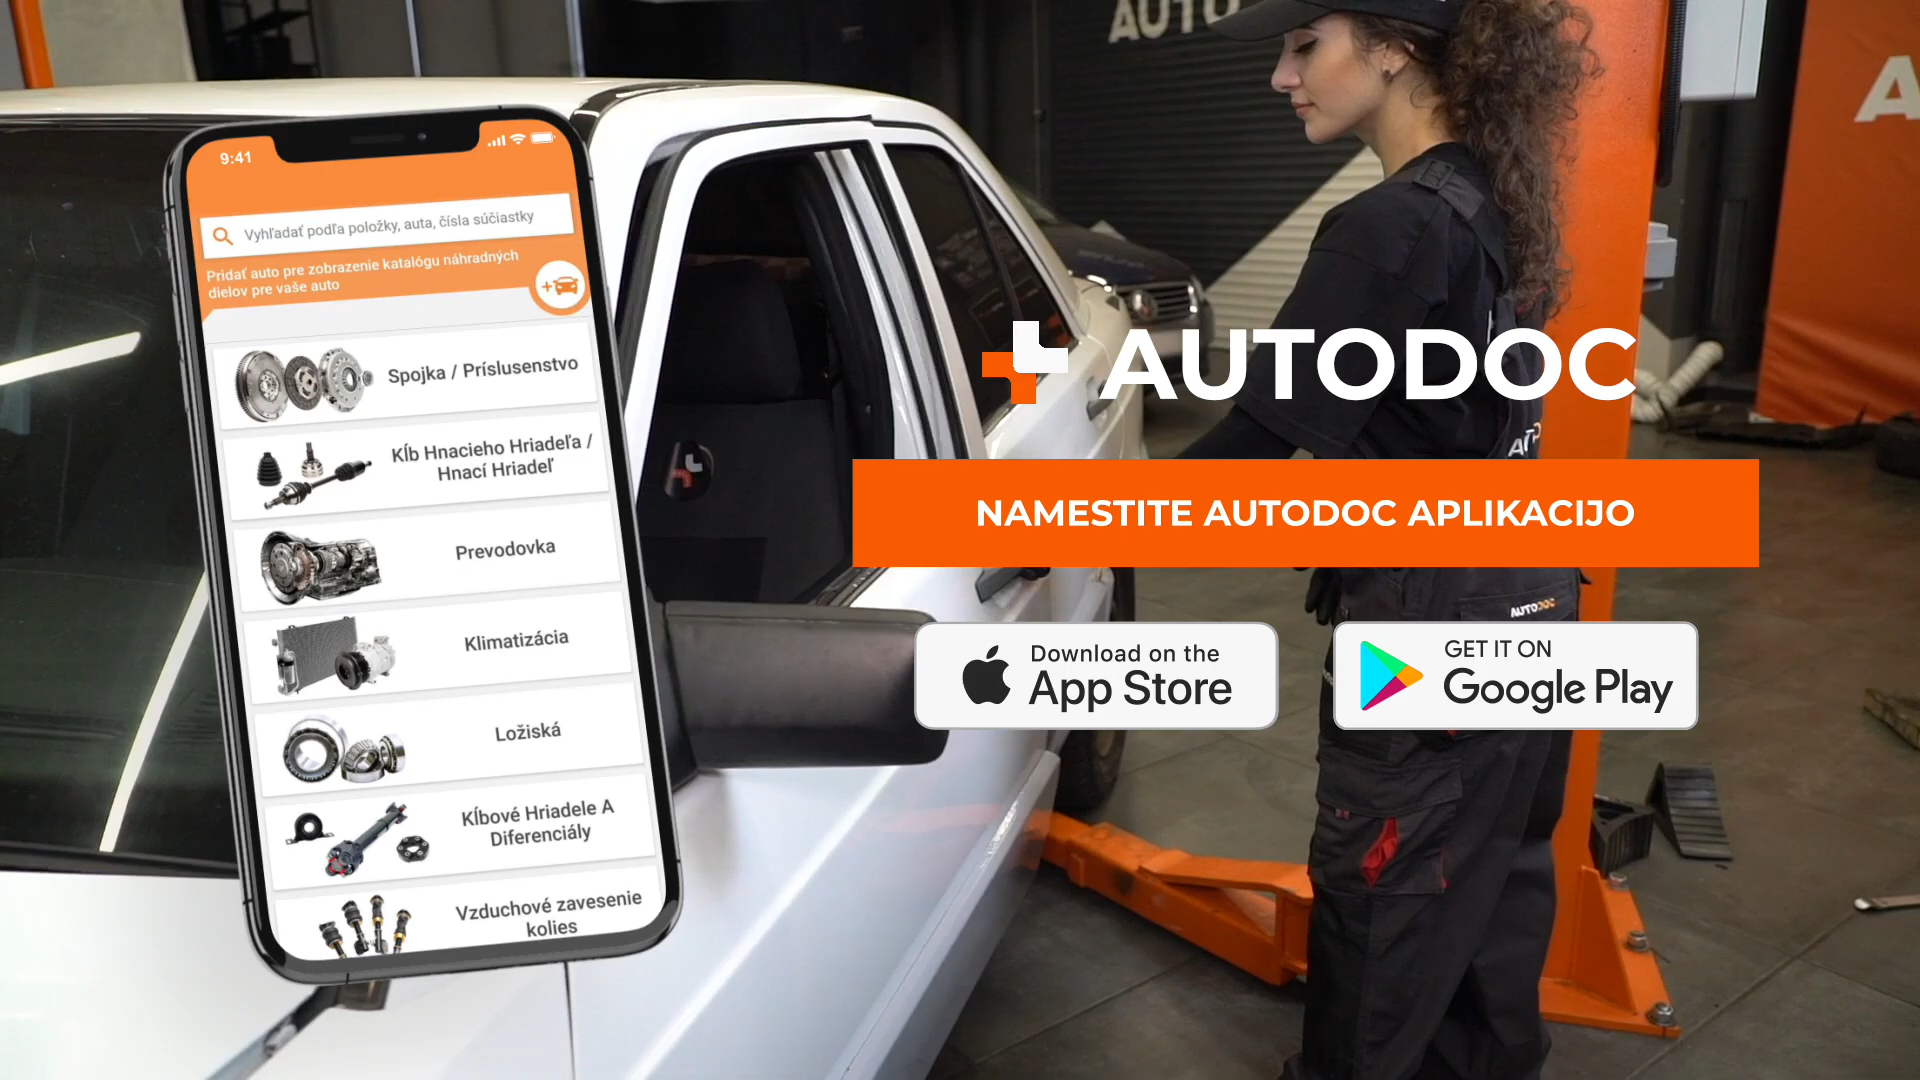 AUTO
A
9:41
Vyhľadať podľa položky, auta, čísla súčiastky
Pridať auto pre zobrazenie katalógu náhradných
dielov pre vaše auto
Spojka / Príslusenstvo
Kĺb Hnacieho Hriadeľa /
Hnací Hriadeľ
Prevodovka
Klimatizácia
Ložiská
Kĺbové Hriadele A
Diferenciály
Vzduchové zavesenie
kolies
AUTODOC
NAMESTITE AUTODOC APLIKACIJO
AUTODOC
Download on the
App Store
GET IT ON
Google Play